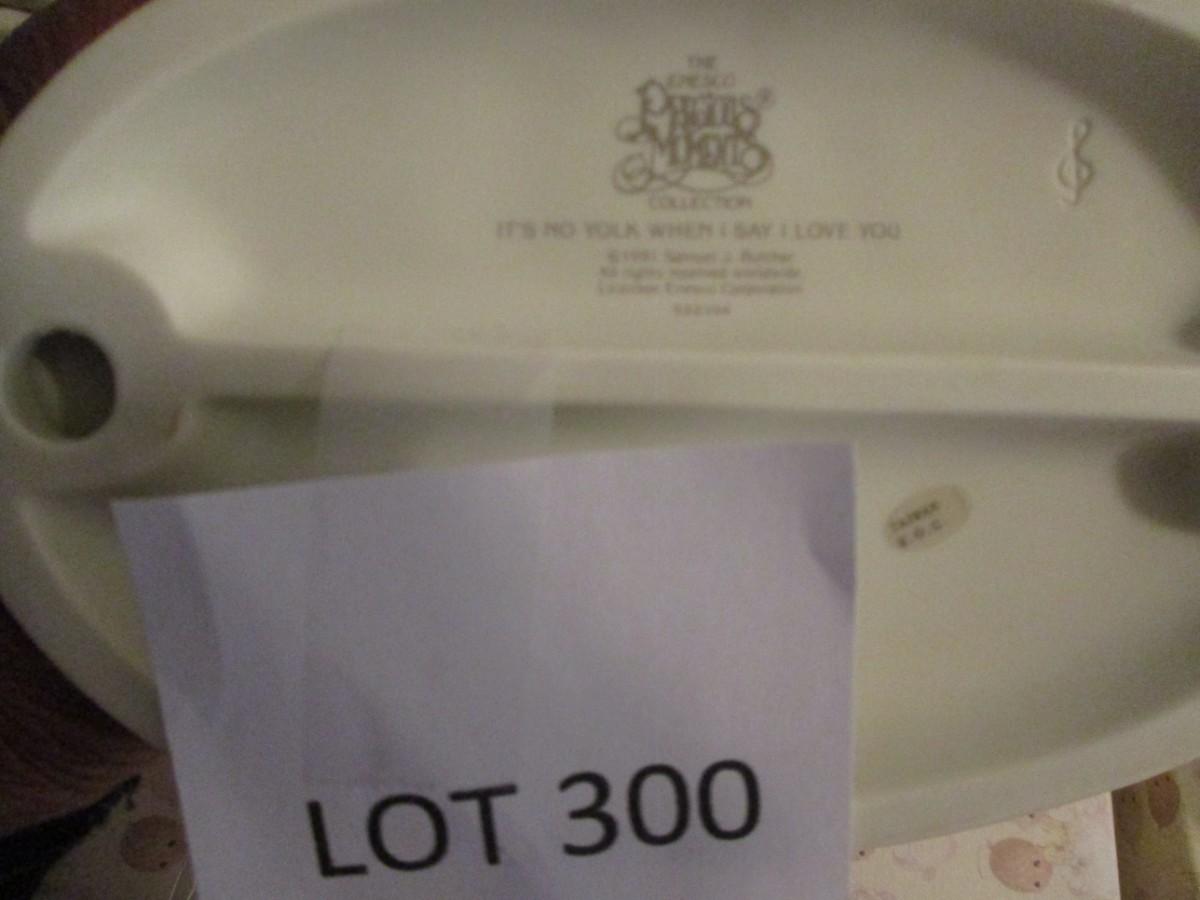 THE
ENESCO
PRECIOUS
MOMENTS®
COLLECTION
IT'S NO YOLK WHEN I SAY I LOVE YOU
©1991 Samuel J. Butcher
All rights reserved worldwide
Licensee Enesco Corporation
TAIWAN
R.O.C.
LOT 300